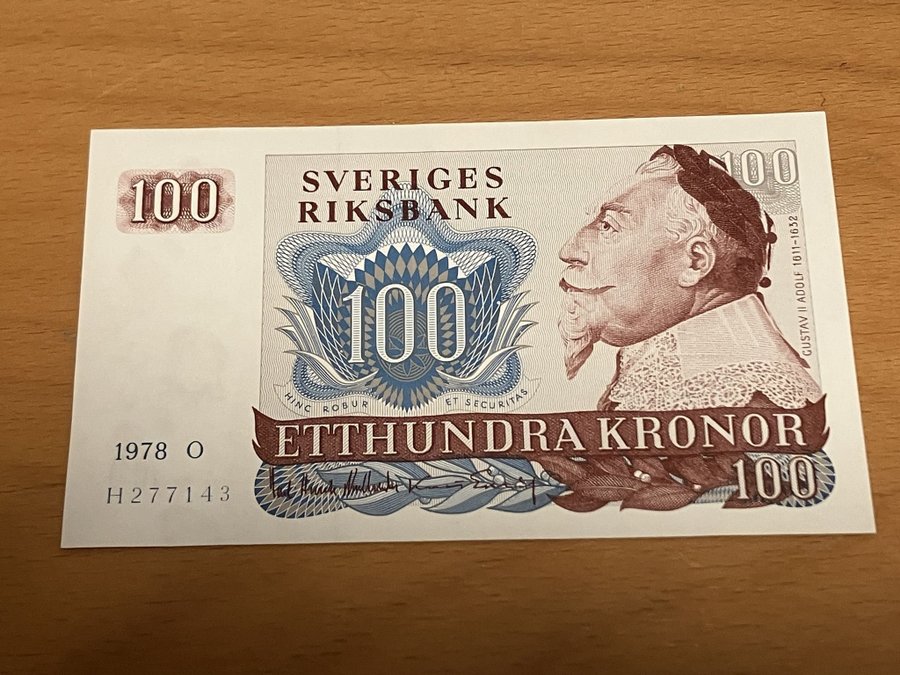 100
SVERIGES
RIKSBANK
100
100
GUSTAV II ADOLF 1611-1632
HINC ROBUR ET SECURITAS
ETTHUNDRA KRONOR
1978 O
H277143
100